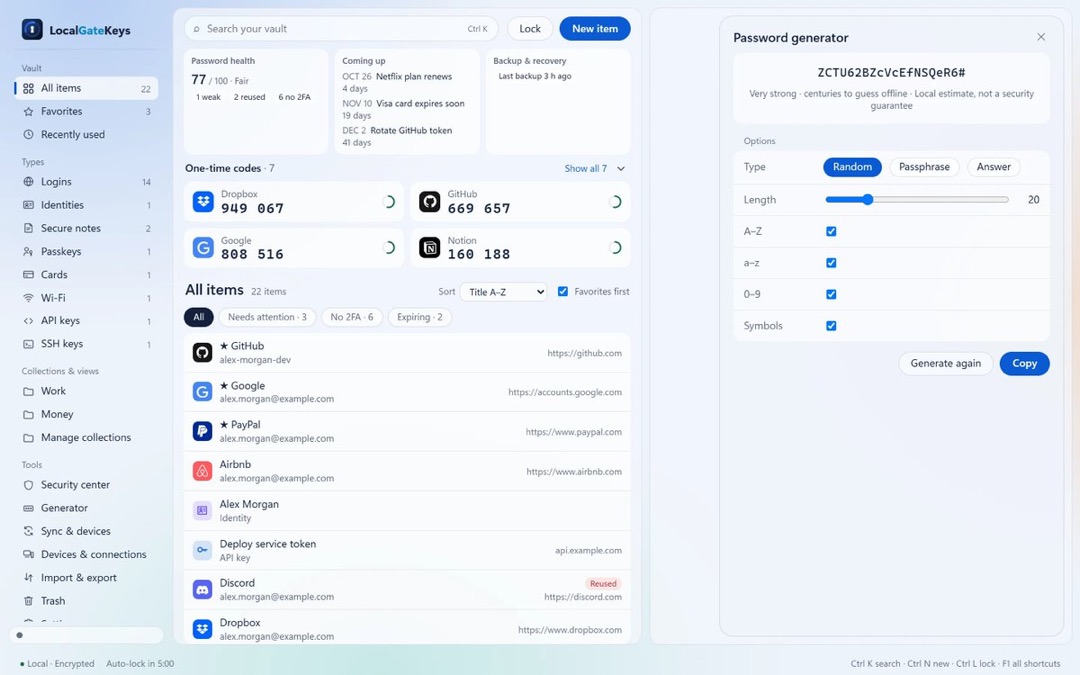 LocalGateKeys
Vault
All items 22
Favorites 3
Recently used
Types
Logins 14
Identities 1
Secure notes 2
Passkeys 1
Cards 1
Wi-Fi 1
API keys 1
SSH keys 1
Collections & views
Work
Money
Manage collections
Tools
Security center
Generator
Sync & devices
Devices & connections
Import & export
Trash
Search your vault Ctrl K
Lock
New item
Password health
77 / 100 · Fair
1 weak 2 reused 6 no 2FA
Coming up
OCT 26 Netflix plan renews
4 days
NOV 10 Visa card expires soon
19 days
DEC 2 Rotate GitHub token
41 days
Backup & recovery
Last backup 3 h ago
One-time codes · 7
Show all 7
Dropbox
949 067
GitHub
669 657
Google
808 516
Notion
160 188
All items 22 items
Sort Title A–Z
Favorites first
All
Needs attention · 3
No 2FA · 6
Expiring · 2
★ GitHub
alex-morgan-dev
https://github.com
★ Google
alex.morgan@example.com
https://accounts.google.com
★ PayPal
alex.morgan@example.com
https://www.paypal.com
Airbnb
alex.morgan@example.com
https://www.airbnb.com
Alex Morgan
Identity
Deploy service token
API key
api.example.com
Discord
alex.morgan@example.com
Reused
https://discord.com
Dropbox
alex.morgan@example.com
https://www.dropbox.com
Password generator
ZCTU62BZcVcEfNSQeR6#
Very strong · centuries to guess offline · Local estimate, not a security
guarantee
Options
Type Random Passphrase Answer
Length 20
A–Z
a–z
0–9
Symbols
Generate again
Copy
Local · Encrypted Auto-lock in 5:00
Ctrl K search · Ctrl N new · Ctrl L lock · F1 all shortcuts